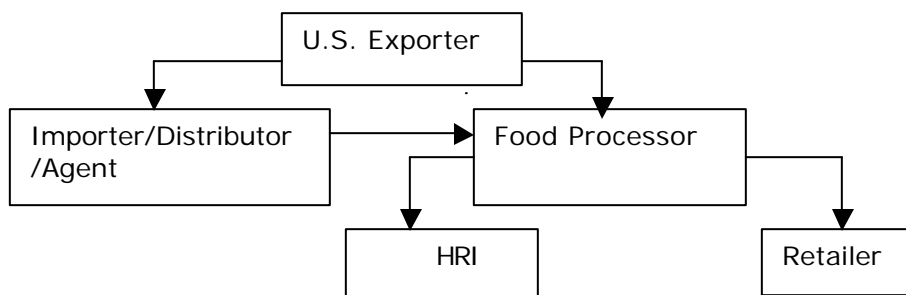 U.S. Exporter
Importer/Distributor
/Agent
Food Processor
HRI
Retailer